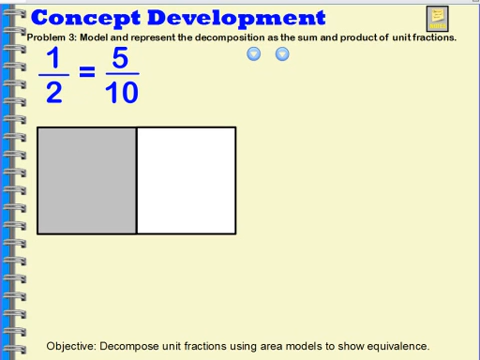 Concept Development
Problem 3: Model and represent the decomposition as the sum and product of unit fractions.
1/2 = 5/10
Objective: Decompose unit fractions using area models to show equivalence.